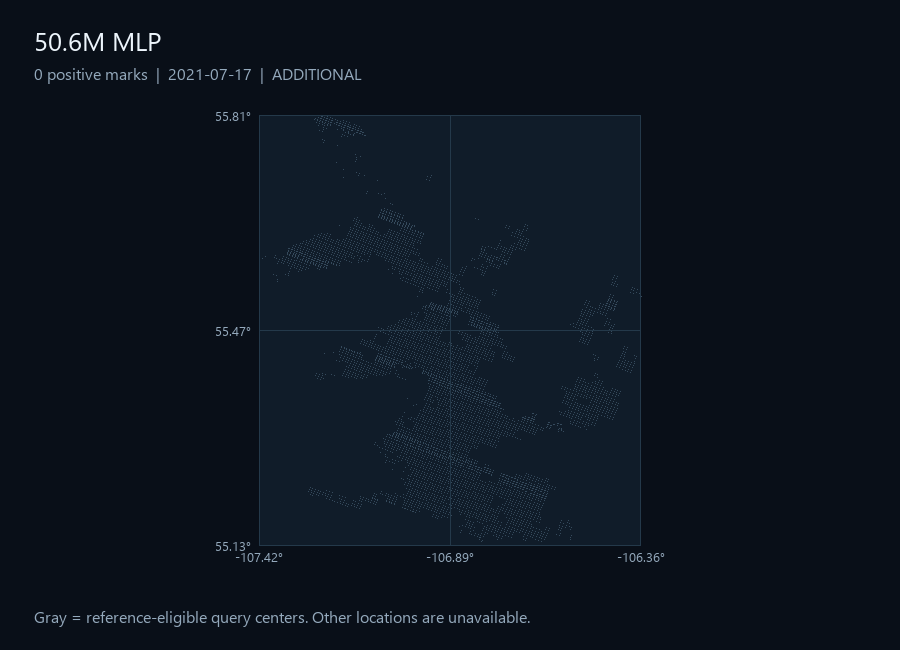 50.6M MLP
0 positive marks | 2021-07-17 | ADDITIONAL
55.81°
55.47°
55.13°
-107.42° -106.89° -106.36°
Gray = reference-eligible query centers. Other locations are unavailable.